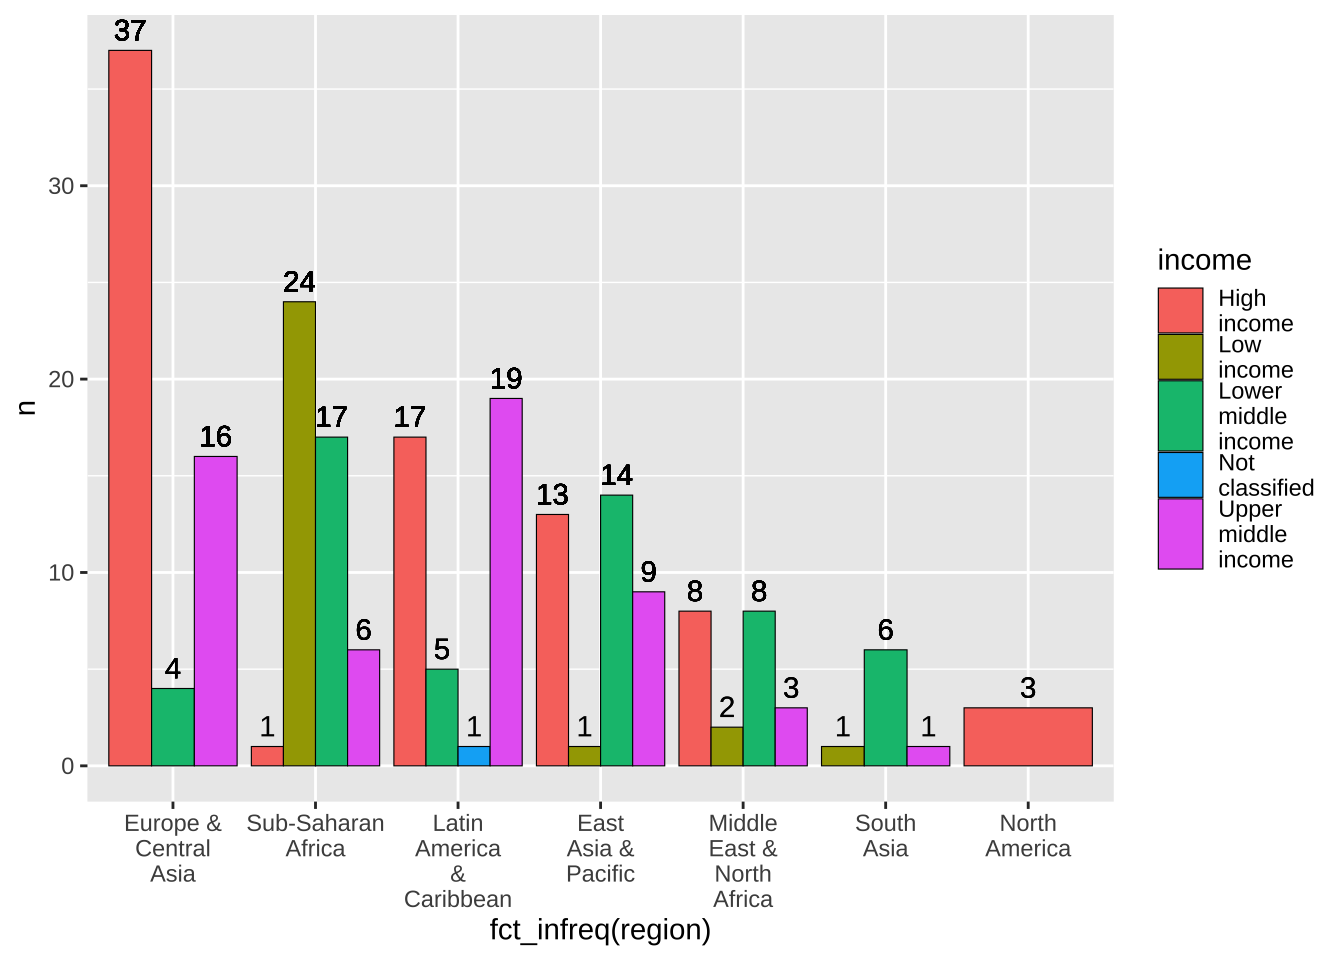 37
24
19
17
17
16
14
13
9
8
8
6
6
5
4
3
3
2
1
1
1
1
1
30
20
10
0
n
Europe &
Central
Asia
Sub-Saharan
Africa
Latin
America
&
Caribbean
East
Asia &
Pacific
Middle
East &
North
Africa
South
Asia
North
America
fct_infreq(region)
income
High
income
Low
income
Lower
middle
income
Not
classified
Upper
middle
income